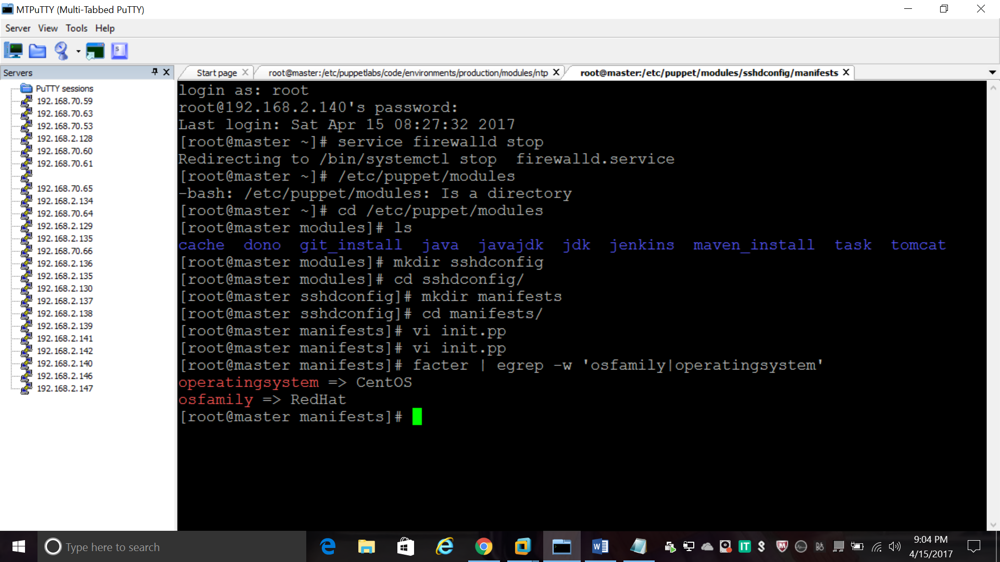 MTPuTTY (Multi-Tabbed PuTTY)
Server View Tools Help
Servers
PuTTY sessions
192.168.70.59
192.168.70.63
192.168.70.53
192.168.2.128
192.168.70.60
192.168.70.61
192.168.70.65
192.168.2.134
192.168.70.64
192.168.2.129
192.168.2.135
192.168.70.66
192.168.2.136
192.168.2.135
192.168.2.130
192.168.2.137
192.168.2.138
192.168.2.139
192.168.2.141
192.168.2.142
192.168.2.140
192.168.2.146
192.168.2.147
Start page root@master:/etc/puppetlabs/code/environments/production/modules/ntp root@master:/etc/puppet/modules/sshdconfig/manifests
login as: root
root@192.168.2.140's password:
Last login: Sat Apr 15 08:27:32 2017
[root@master ~]# service firewalld stop
Redirecting to /bin/systemctl stop  firewalld.service
[root@master ~]# /etc/puppet/modules
-bash: /etc/puppet/modules: Is a directory
[root@master ~]# cd /etc/puppet/modules
[root@master modules]# ls
cache  dono  git_install  java  javajdk  jdk  jenkins  maven_install  task  tomcat
[root@master modules]# mkdir sshdconfig
[root@master modules]# cd sshdconfig/
[root@master sshdconfig]# mkdir manifests
[root@master sshdconfig]# cd manifests/
[root@master manifests]# vi init.pp
[root@master manifests]# vi init.pp
[root@master manifests]# facter | egrep -w 'osfamily|operatingsystem'
operatingsystem => CentOS
osfamily => RedHat
[root@master manifests]#
Type here to search
9:04 PM
4/15/2017